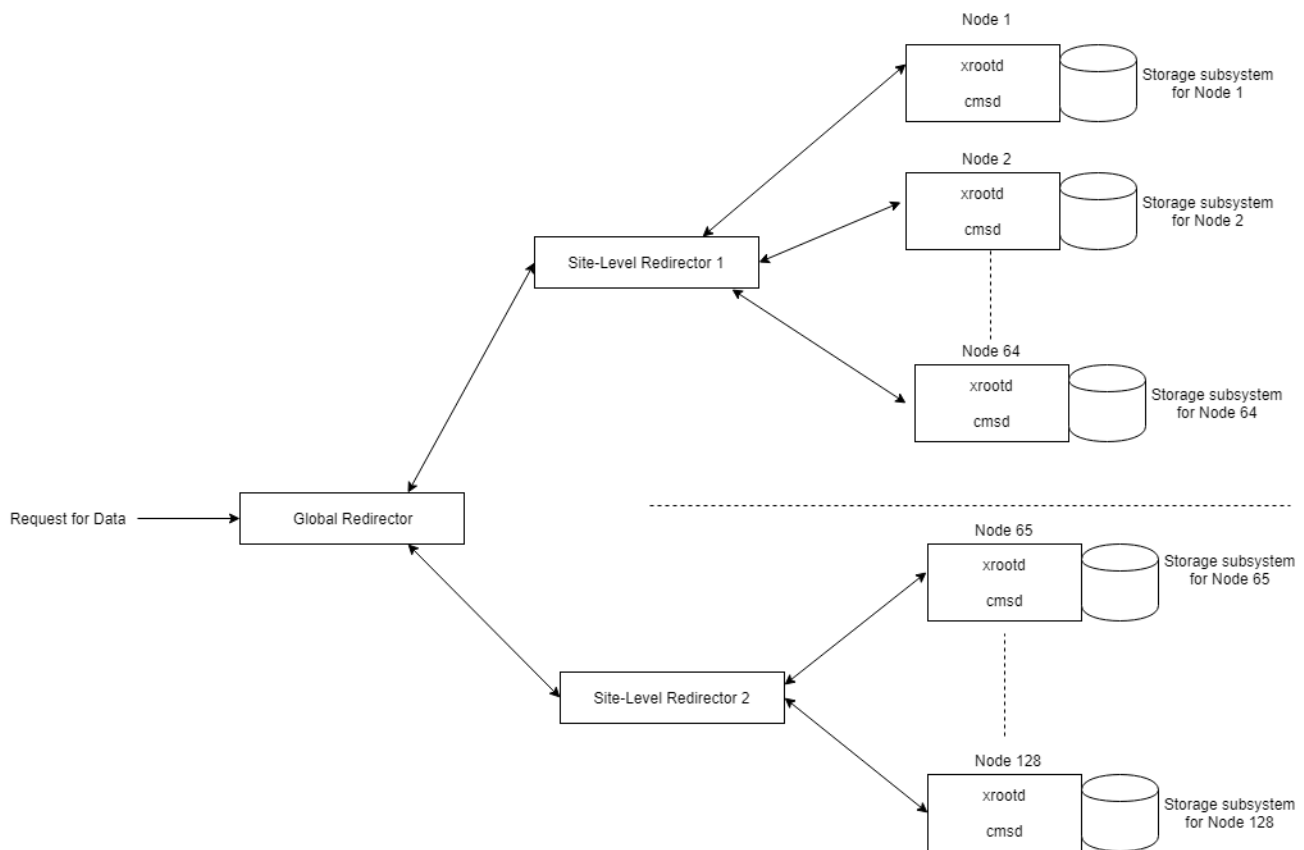 Node 1
xrootd
cmsd
Storage subsystem
for Node 1
Node 2
xrootd
cmsd
Storage subsystem
for Node 2
Site-Level Redirector 1
Node 64
xrootd
cmsd
Storage subsystem
for Node 64
Request for Data
Global Redirector
Node 65
xrootd
cmsd
Storage subsystem
for Node 65
Site-Level Redirector 2
Node 128
xrootd
cmsd
Storage subsystem
for Node 128